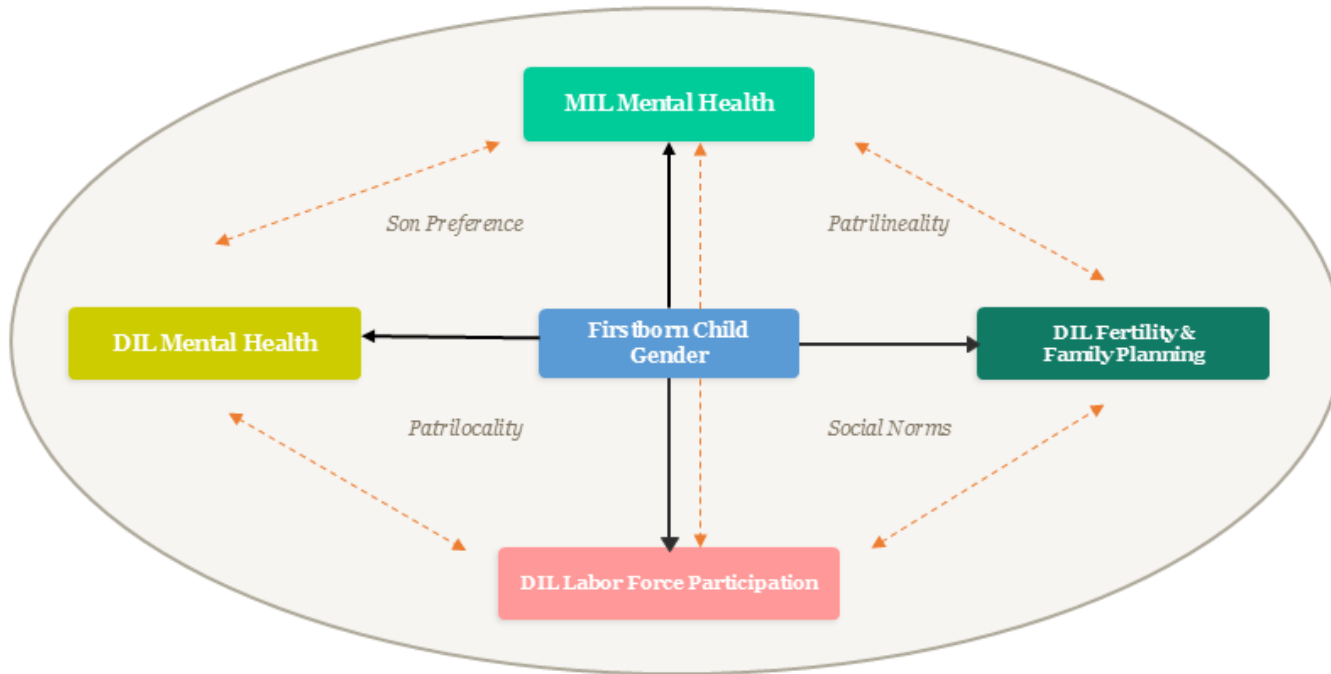 MIL Mental Health
Son Preference
Patrilineality
DIL Mental Health
Firstborn Child
Gender
DIL Fertility &
Family Planning
Patrilocality
Social Norms
DIL Labor Force Participation